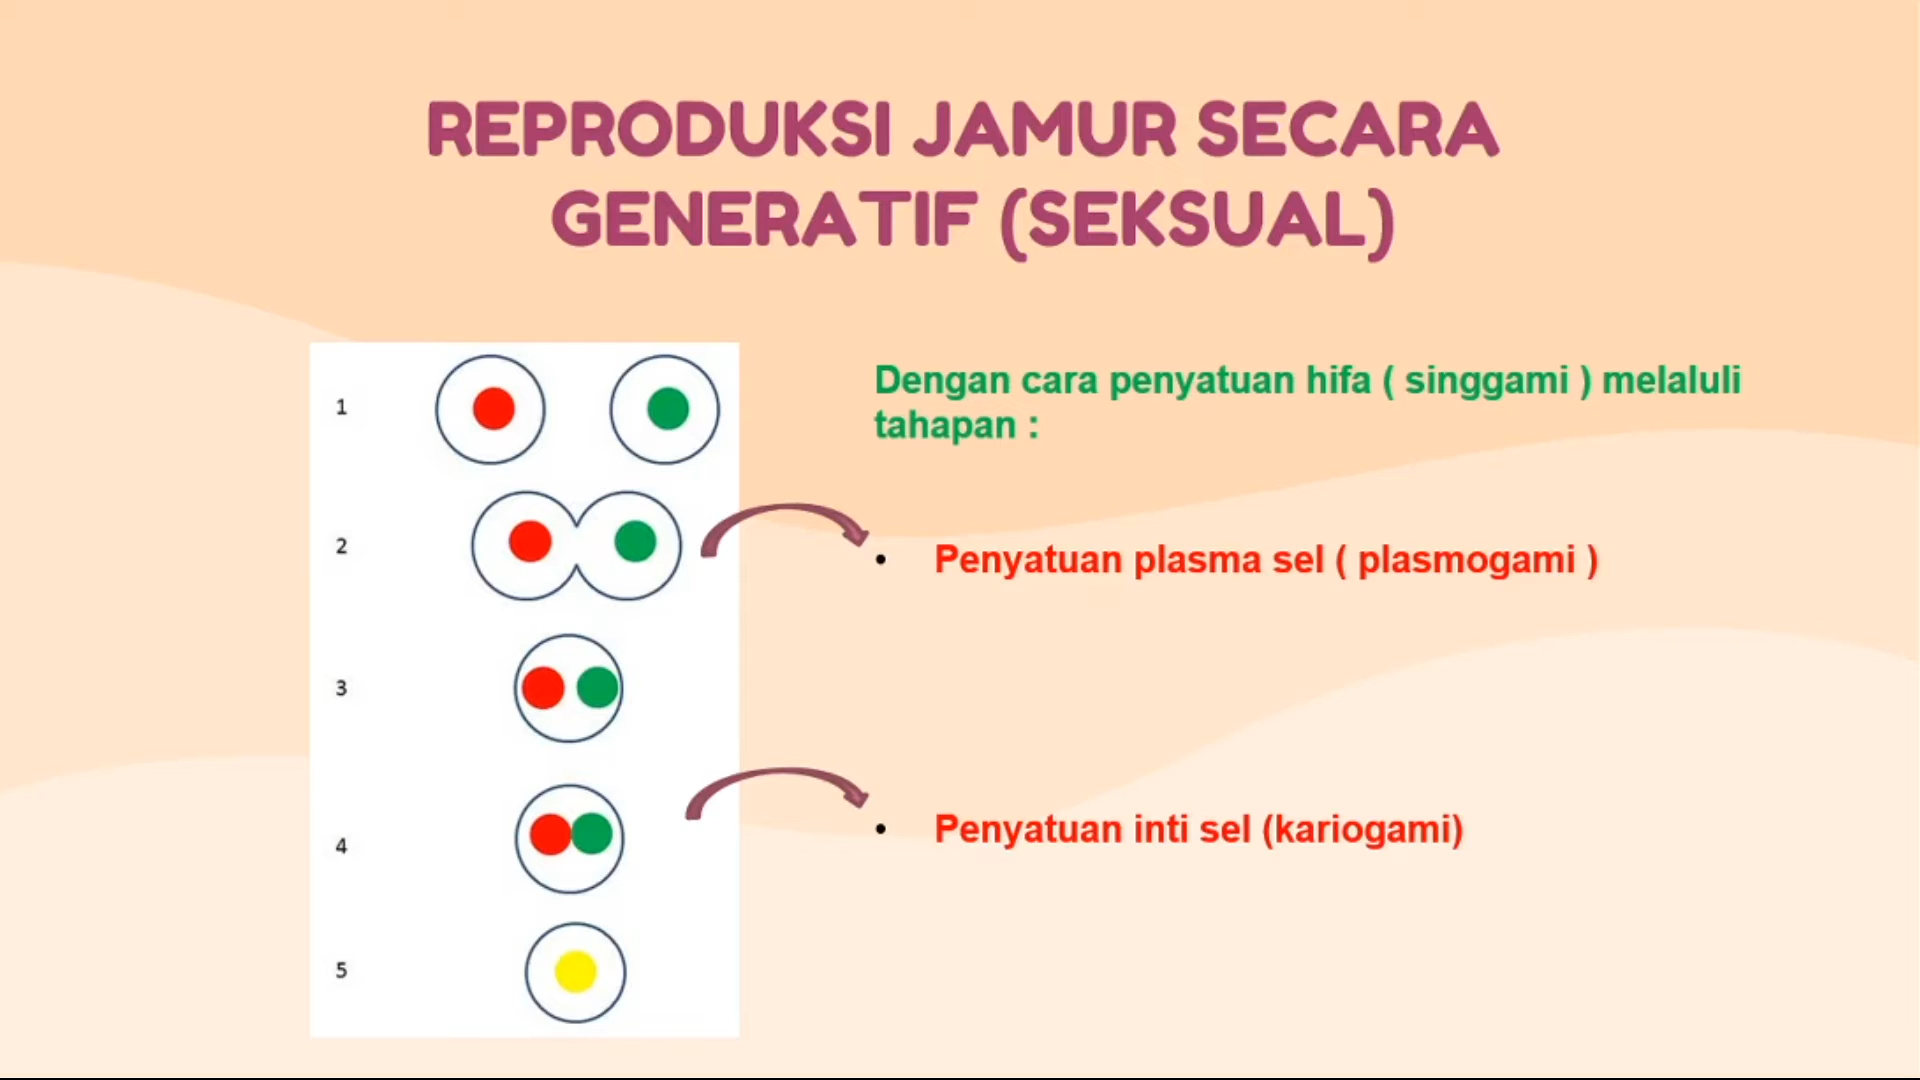 REPRODUKSI JAMUR SECARA
GENERATIF (SEKSUAL)
Dengan cara penyatuan hifa ( singgami ) melaluli
tahapan :
1
2
• Penyatuan plasma sel ( plasmogami )
3
4
• Penyatuan inti sel (kariogami)
5